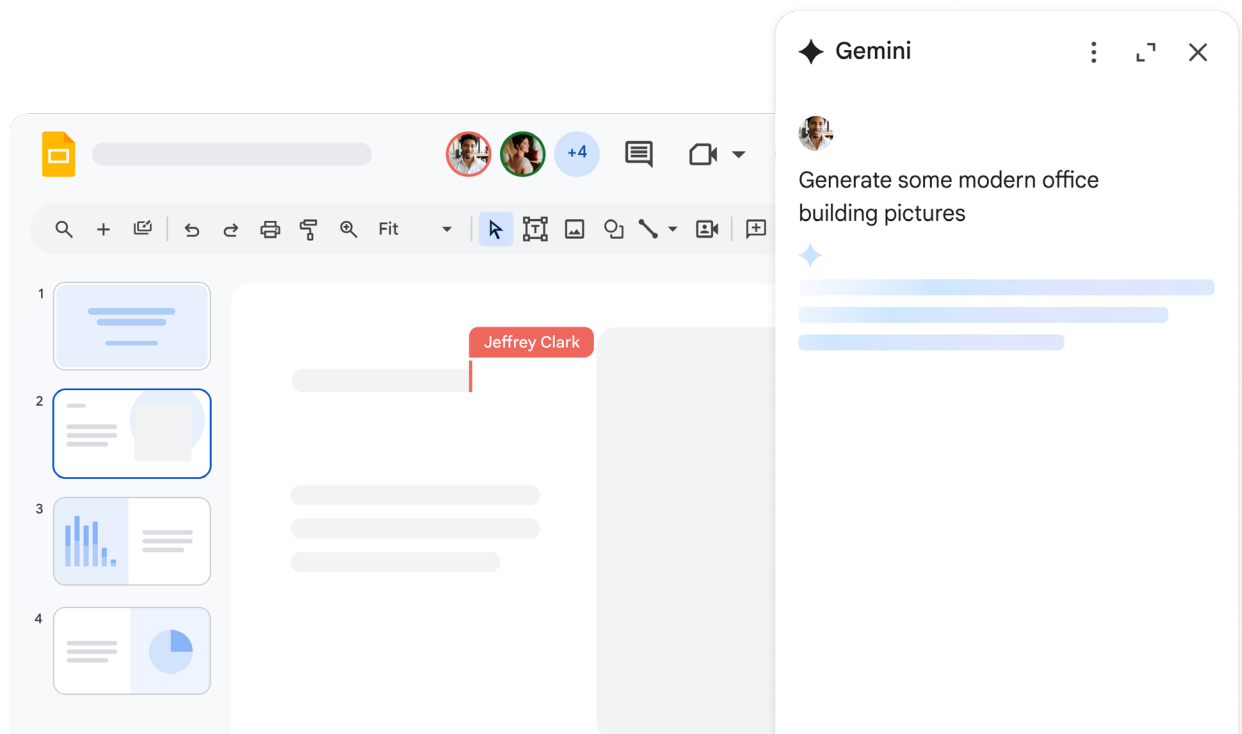 Gemini
Generate some modern office
building pictures
+4
Fit
1
Jeffrey Clark
2
3
4